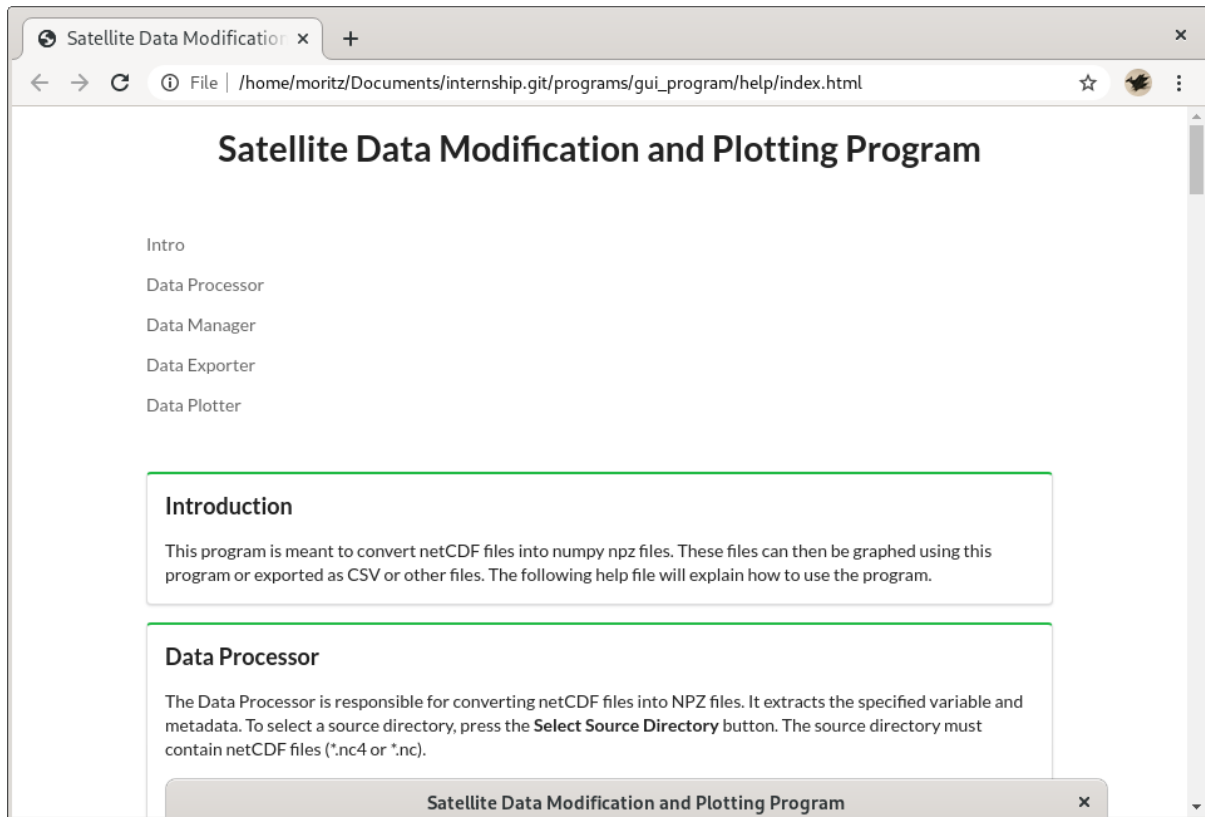 Satellite Data Modification
File | /home/moritz/Documents/internship.git/programs/gui_program/help/index.html
Satellite Data Modification and Plotting Program
Intro
Data Processor
Data Manager
Data Exporter
Data Plotter
Introduction
This program is meant to convert netCDF files into numpy npz files. These files can then be graphed using this
program or exported as CSV or other files. The following help file will explain how to use the program.
Data Processor
The Data Processor is responsible for converting netCDF files into NPZ files. It extracts the specified variable and
metadata. To select a source directory, press the Select Source Directory button. The source directory must
contain netCDF files (*.nc4 or *.nc).
Satellite Data Modification and Plotting Program